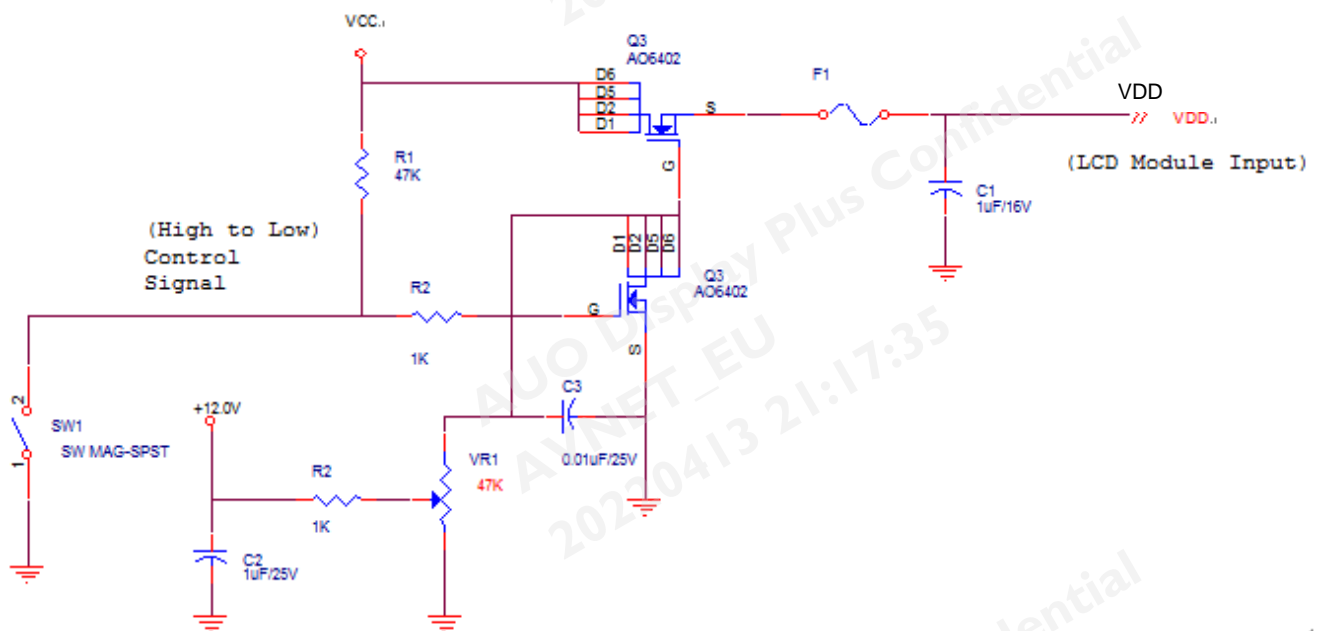 VCC
Q3
AO6402
D6
D5
D2
D1
S
G
F1
VDD
VDD
(LCD Module Input)
R1
47K
C1
1uF/16V
(High to Low)
Control
Signal
D1
D2
D5
D6
Q3
AO6402
R2
1K
G
S
C3
0.01uF/25V
2
1
SW1
SW MAG-SPST
+12.0V
R2
1K
VR1
47K
C2
1uF/25V
AUO Display Plus Confidential
AVNET_EU
20220413 21:17:35
ential